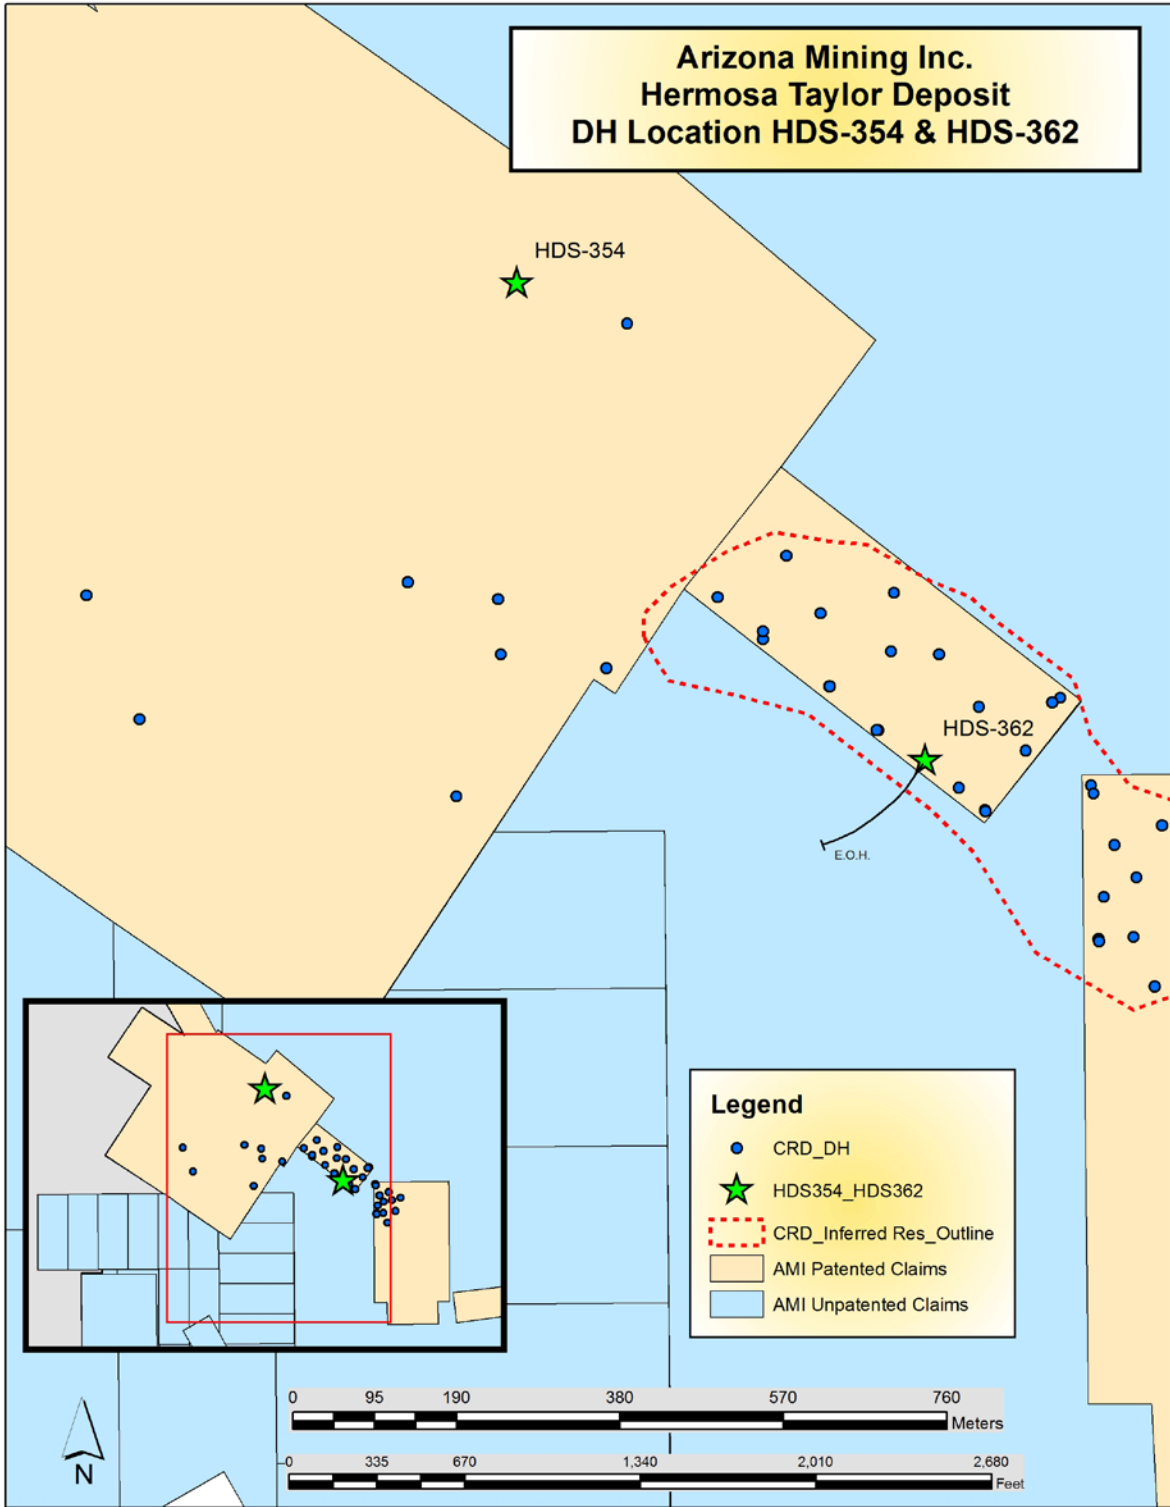 Arizona Mining Inc.
Hermosa Taylor Deposit
DH Location HDS-354 & HDS-362
HDS-354
HDS-362
E.O.H.
Legend
CRD_DH
HDS354_HDS362
CRD_Inferred Res_Outline
AMI Patented Claims
AMI Unpatented Claims
0 95 190 380 570 760
Meters
0 335 670 1,340 2,010 2,680
Feet
N